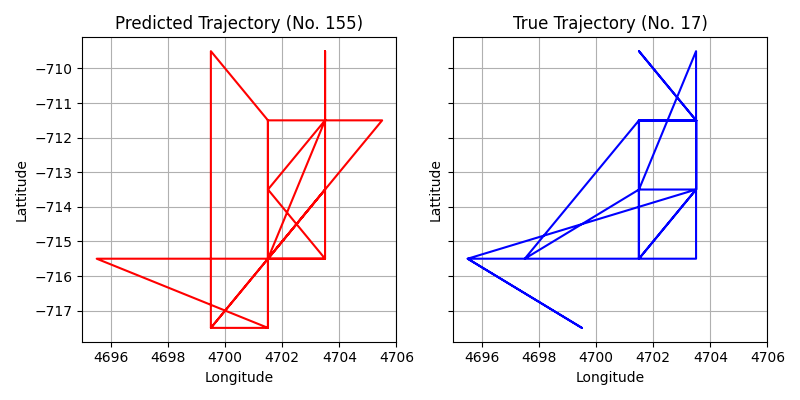 Predicted Trajectory (No. 155)
True Trajectory (No. 17)
−710
−711
−712
−713
−714
−715
−716
−717
Lattitude
Lattitude
4696 4698 4700 4702 4704 4706
4696 4698 4700 4702 4704 4706
Longitude
Longitude